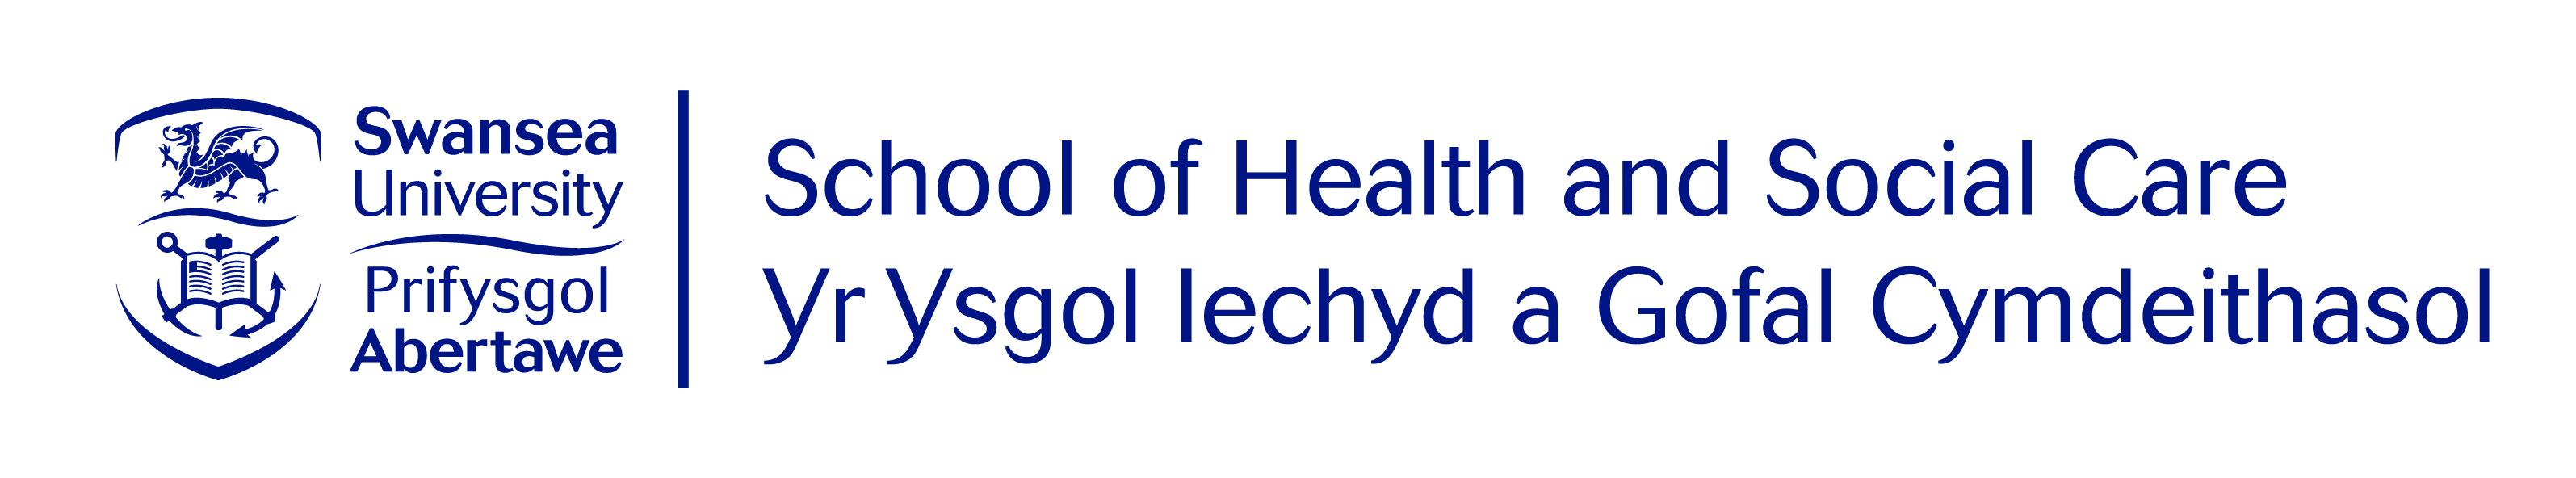 Swansea
University
Prifysgol
Abertawe
School of Health and Social Care
Yr Ysgol Iechyd a Gofal Cymdeithasol